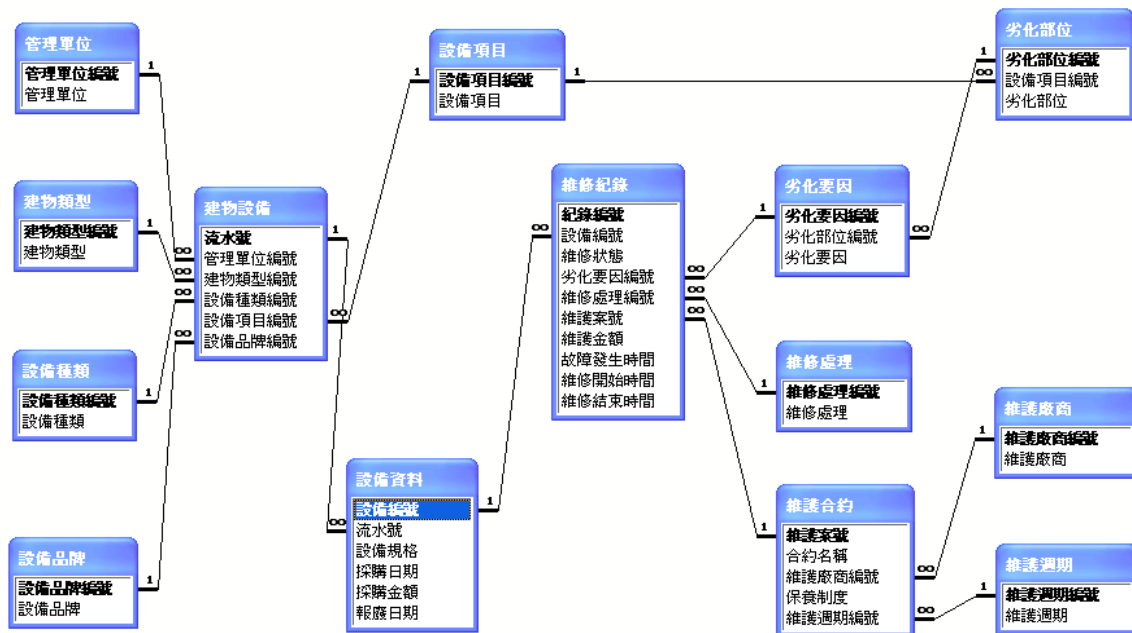 管理單位
管理單位編號
管理單位
建物類型
建物類型編號
建物類型
設備種類
設備種類編號
設備種類
設備品牌
設備品牌編號
設備品牌
建物設備
流水號
管理單位編號
建物類型編號
設備種類編號
設備項目編號
設備品牌編號
設備項目
設備項目編號
設備項目
設備資料
設備編號
流水號
設備規格
採購日期
採購金額
報廢日期
維修紀錄
紀錄編號
設備編號
維修狀態
劣化要因編號
維修處理編號
維護案號
維護金額
故障發生時間
維修開始時間
維修結束時間
劣化要因
劣化要因編號
劣化部位編號
劣化要因
維修處理
維修處理編號
維修處理
維護合約
維護案號
合約名稱
維護廠商編號
保養制度
維護週期編號
劣化部位
劣化部位編號
設備項目編號
劣化部位
維護廠商
維護廠商編號
維護廠商
維護週期
維護週期編號
維護週期
1
∞
1
∞
1
∞
1
∞
1
∞
1
∞
1
∞
1
∞
1
∞
1
∞
1
∞
1
∞
1
∞
1
∞